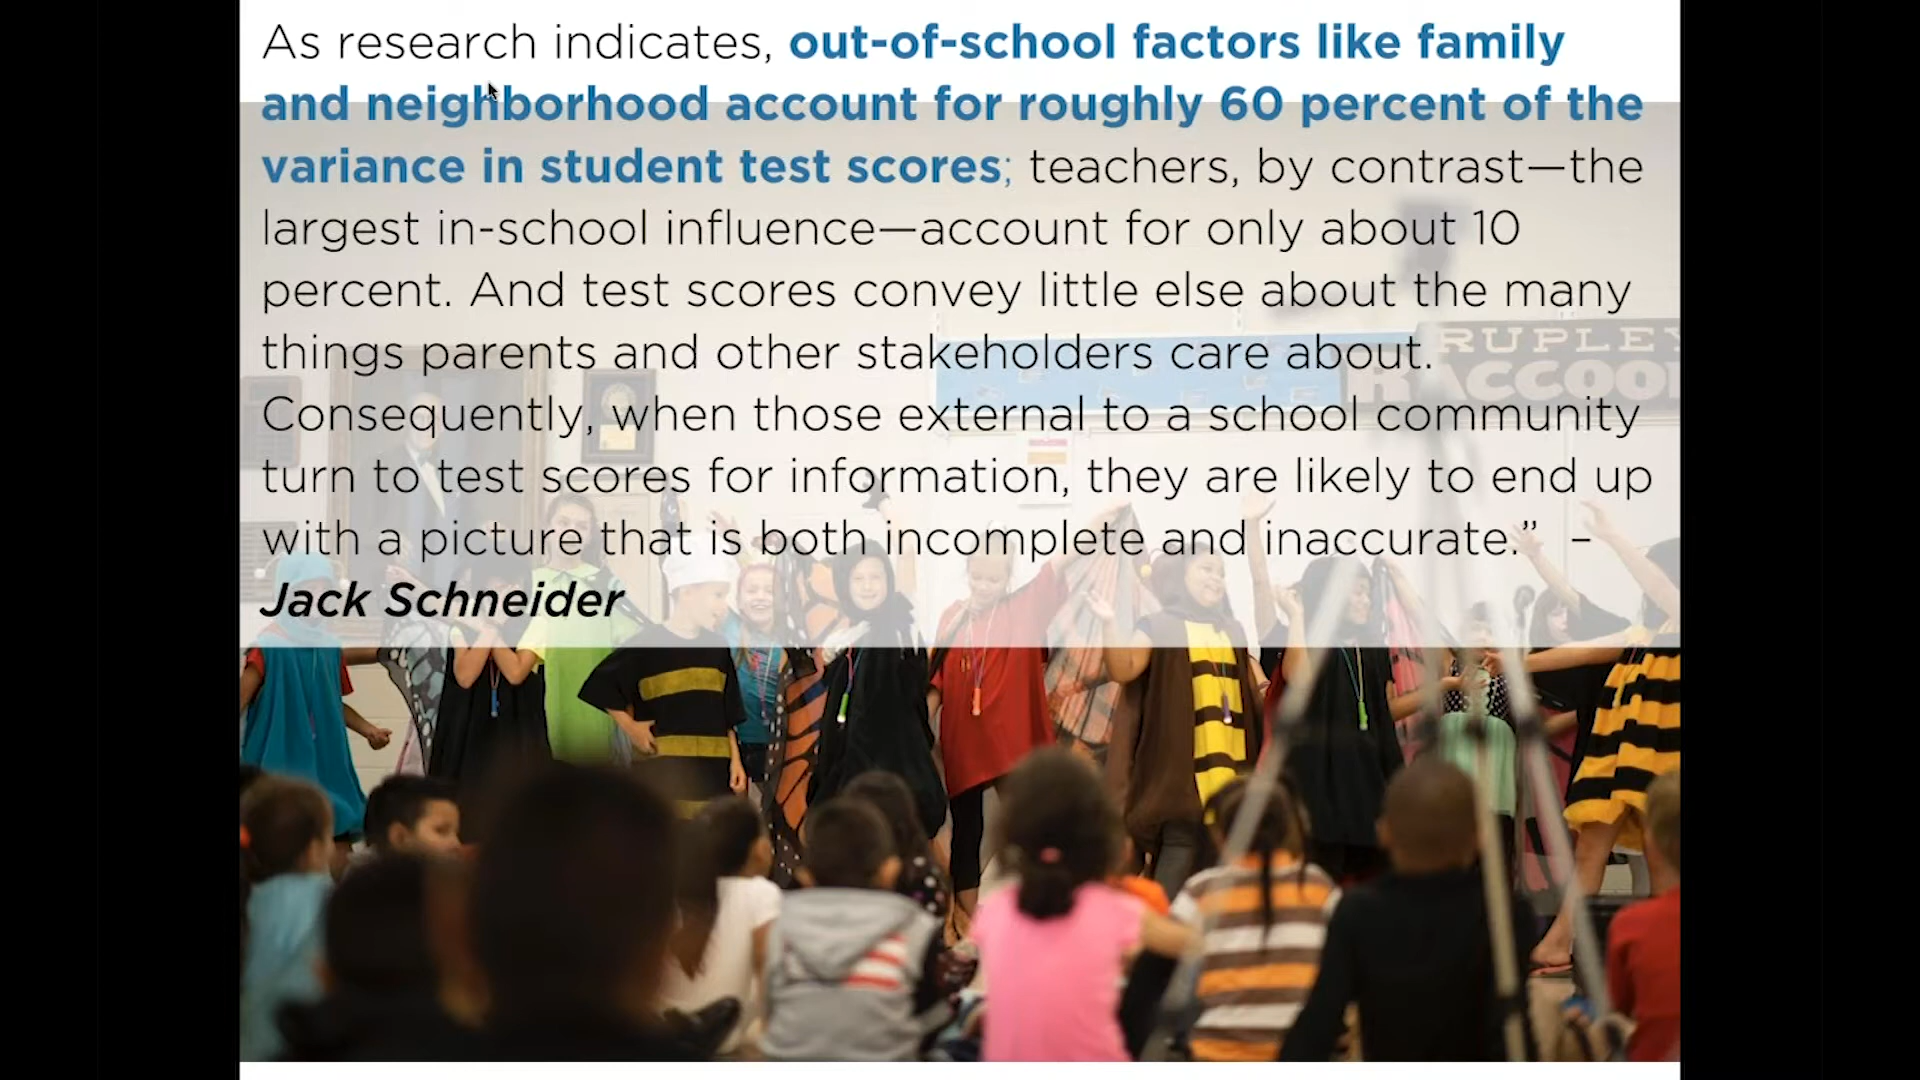 As research indicates, out-of-school factors like family
and neighborhood account for roughly 60 percent of the
variance in student test scores; teachers, by contrast—the
largest in-school influence—account for only about 10
percent. And test scores convey little else about the many
things parents and other stakeholders care about.
Consequently, when those external to a school community
turn to test scores for information, they are likely to end up
with a picture that is both incomplete and inaccurate.” –
Jack Schneider
RUPLEY
RACCOO